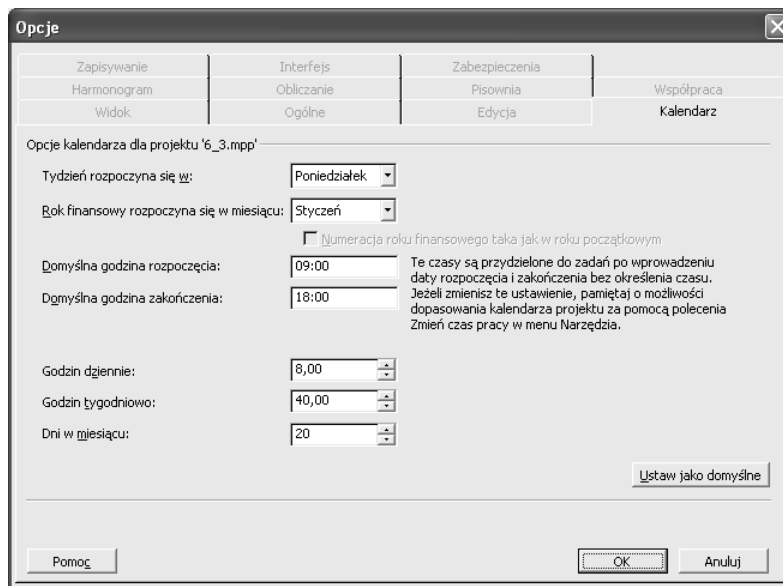 Opcje
Zapisywanie Interfejs Zabezpieczenia
Harmonogram Obliczanie Pisownia Współpraca
Widok Ogólne Edycja Kalendarz
Opcje kalendarza dla projektu '6_3.mpp'
Tydzień rozpoczyna się w: Poniedziałek
Rok finansowy rozpoczyna się w miesiącu: Styczeń
Numeracja roku finansowego taka jak w roku początkowym
Domyślna godzina rozpoczęcia: 09:00
Domyślna godzina zakończenia: 18:00
Te czasy są przydzielone do zadań po wprowadzeniu
daty rozpoczęcia i zakończenia bez określenia czasu.
Jeżeli zmienisz te ustawienie, pamiętaj o możliwości
dopasowania kalendarza projektu za pomocą polecenia
Zmień czas pracy w menu Narzędzia.
Godzin dziennie: 8,00
Godzin tygodniowo: 40,00
Dni w miesiącu: 20
Ustaw jako domyślne
Pomoc OK Anuluj